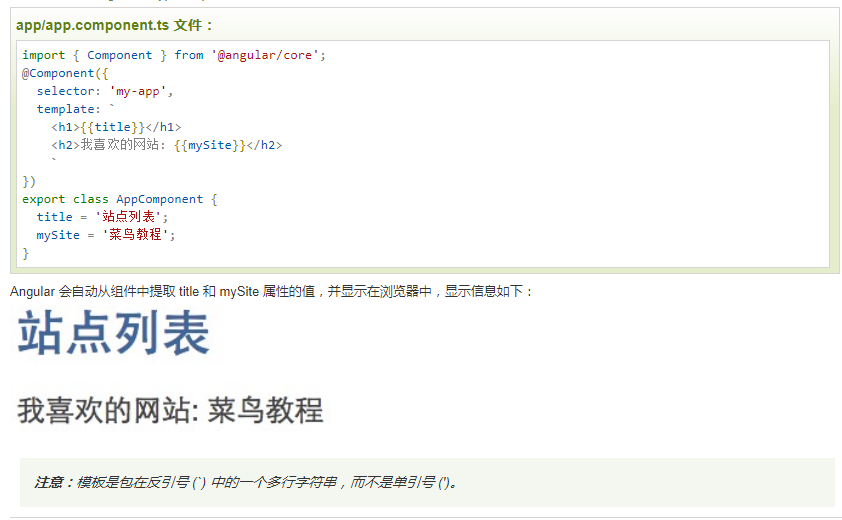 app/app.component.ts 文件：
import { Component } from '@angular/core';
@Component({
  selector: 'my-app',
  template: `
    <h1>{{title}}</h1>
    <h2>我喜欢的网站: {{mySite}}</h2>
    `
})
export class AppComponent {
  title = '站点列表';
  mySite = '菜鸟教程';
}
Angular 会自动从组件中提取 title 和 mySite 属性的值，并显示在浏览器中，显示信息如下：
站点列表
我喜欢的网站: 菜鸟教程
注意：模板是包在反引号 (`) 中的一个多行字符串，而不是单引号 (')。